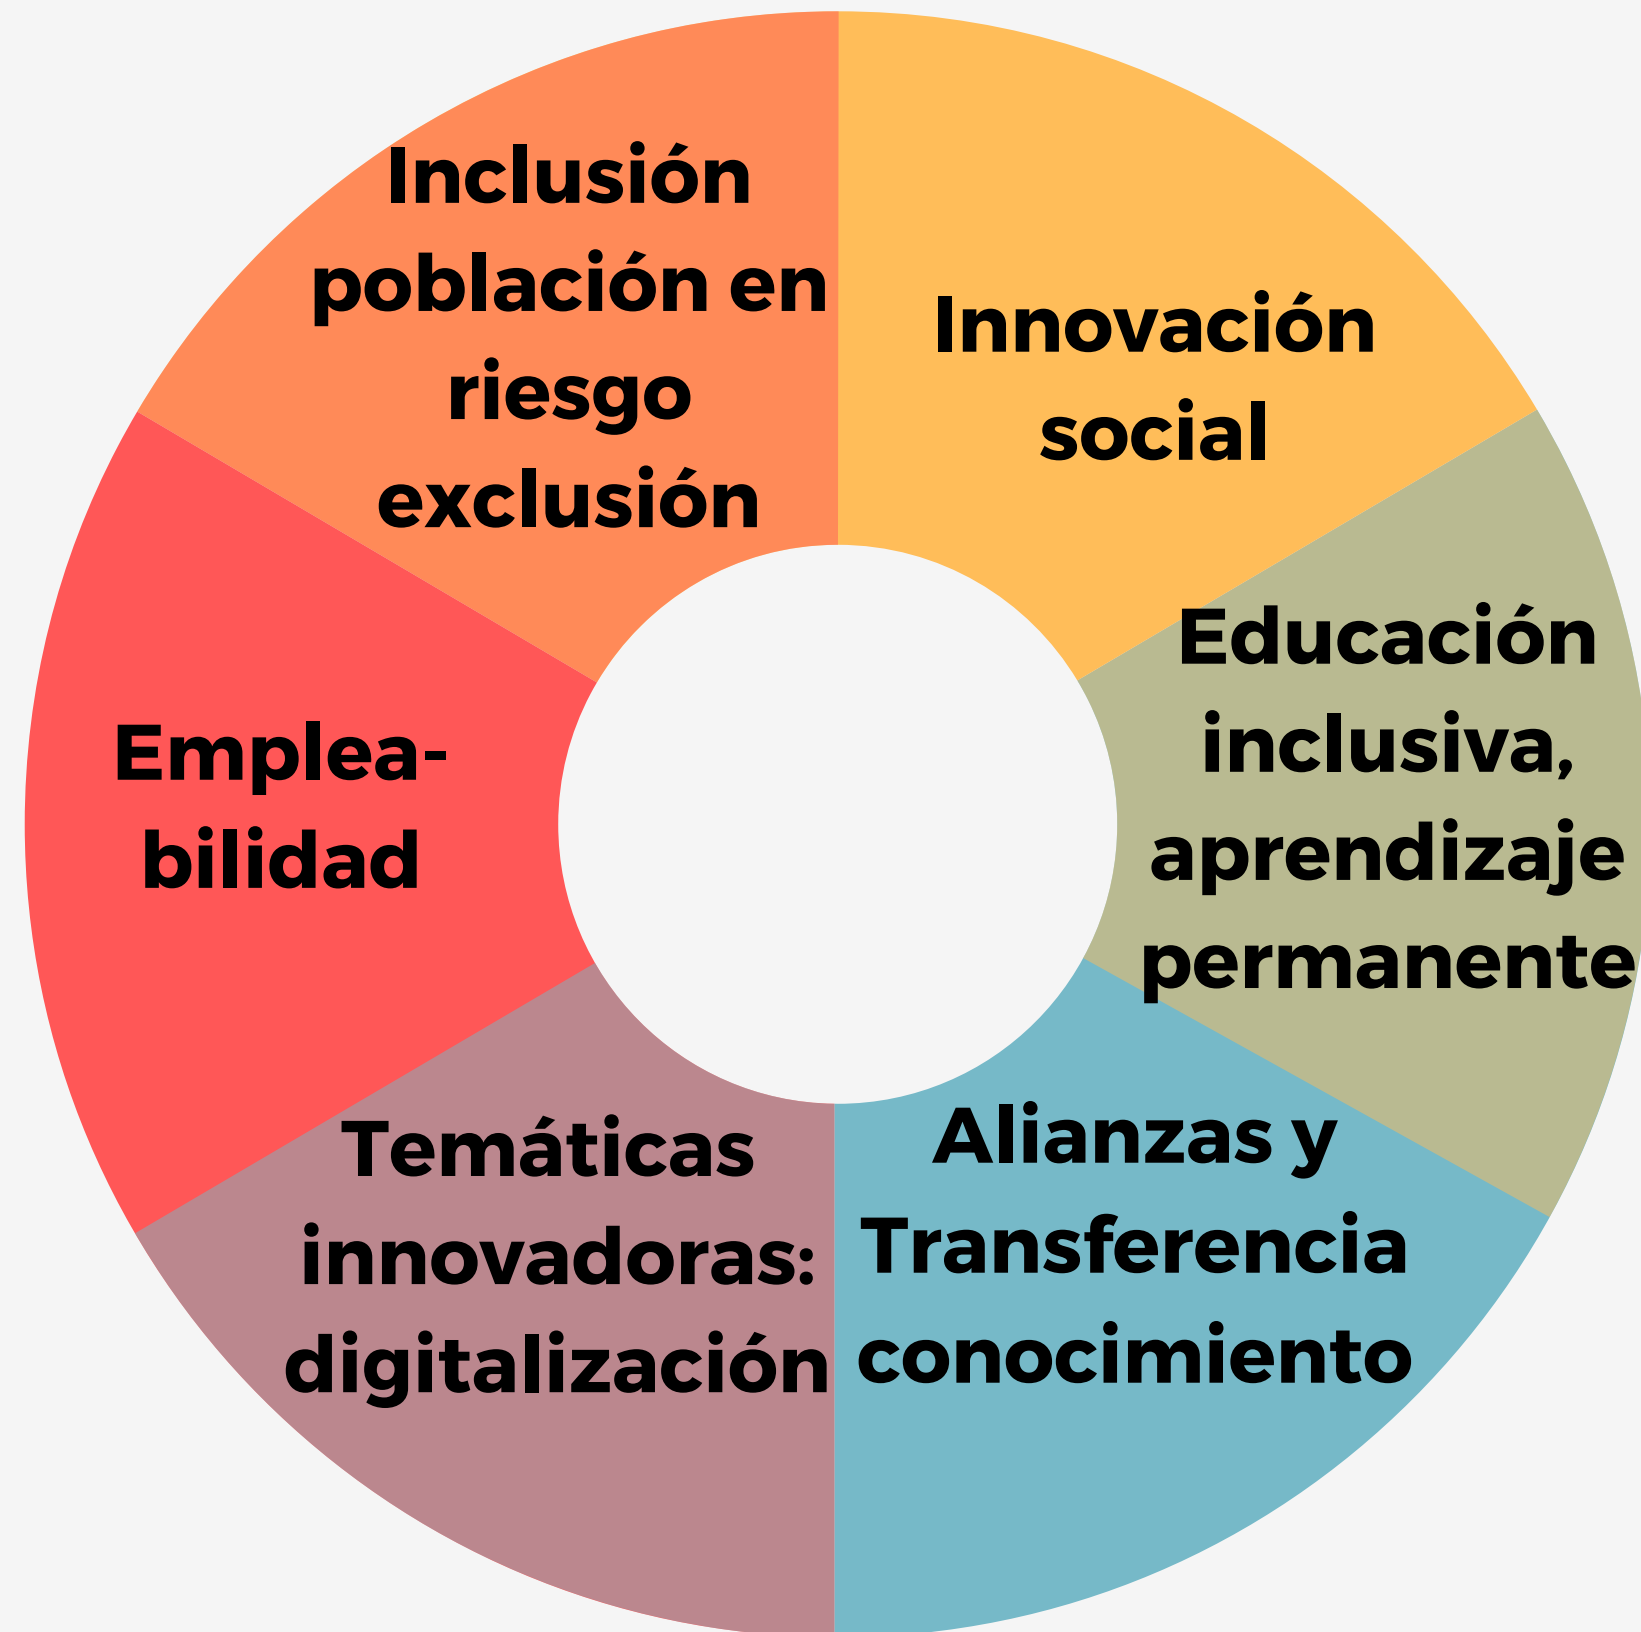 Inclusión
población en
riesgo
exclusión
Innovación
social
Educación
inclusiva,
aprendizaje
permanente
Alianzas y
Transferencia
conocimiento
Temáticas
innovadoras:
digitalización
Emplea-
bilidad